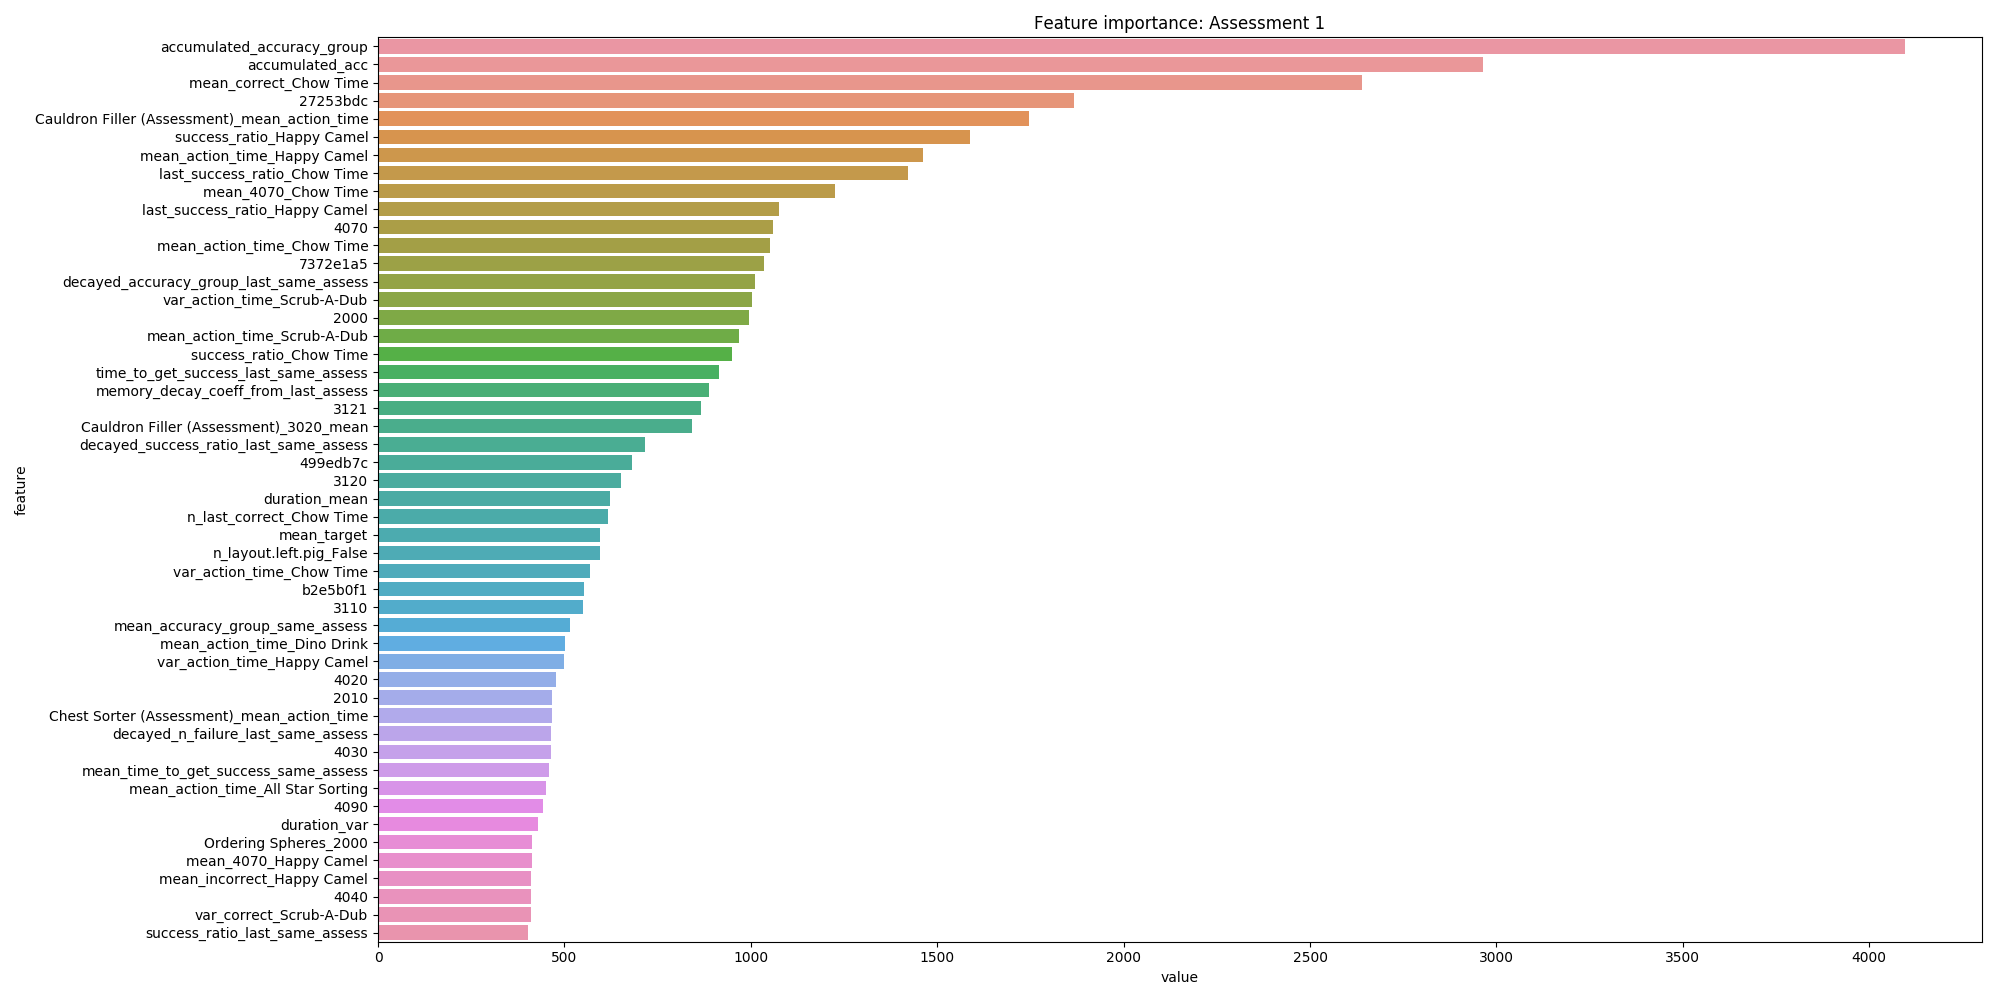 Feature importance: Assessment 1
accumulated_accuracy_group
accumulated_acc
mean_correct_Chow Time
27253bdc
Cauldron Filler (Assessment)_mean_action_time
success_ratio_Happy Camel
mean_action_time_Happy Camel
last_success_ratio_Chow Time
mean_4070_Chow Time
last_success_ratio_Happy Camel
4070
mean_action_time_Chow Time
7372e1a5
decayed_accuracy_group_last_same_assess
var_action_time_Scrub-A-Dub
2000
mean_action_time_Scrub-A-Dub
success_ratio_Chow Time
time_to_get_success_last_same_assess
memory_decay_coeff_from_last_assess
3121
Cauldron Filler (Assessment)_3020_mean
decayed_success_ratio_last_same_assess
499edb7c
3120
duration_mean
n_last_correct_Chow Time
mean_target
n_layout.left.pig_False
var_action_time_Chow Time
b2e5b0f1
3110
mean_accuracy_group_same_assess
mean_action_time_Dino Drink
var_action_time_Happy Camel
4020
2010
Chest Sorter (Assessment)_mean_action_time
decayed_n_failure_last_same_assess
4030
mean_time_to_get_success_same_assess
mean_action_time_All Star Sorting
4090
duration_var
Ordering Spheres_2000
mean_4070_Happy Camel
mean_incorrect_Happy Camel
4040
var_correct_Scrub-A-Dub
success_ratio_last_same_assess
feature
0 500 1000 1500 2000 2500 3000 3500 4000
value